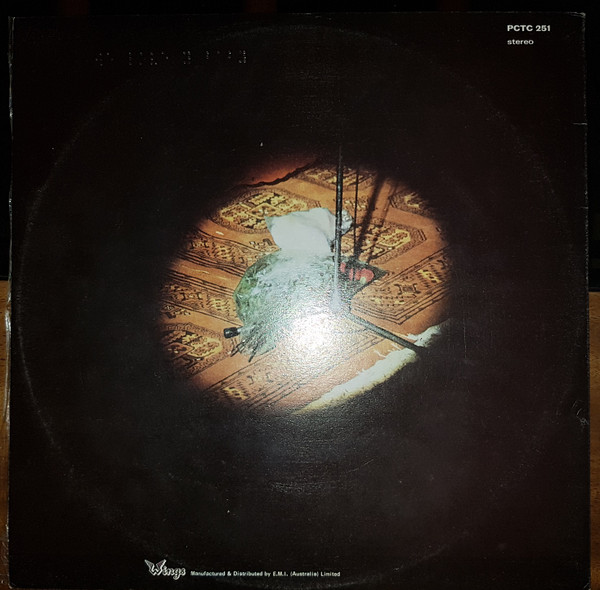 PCTC 251
stereo
Wings Manufactured & Distributed by E.M.I. (Australia) Limited